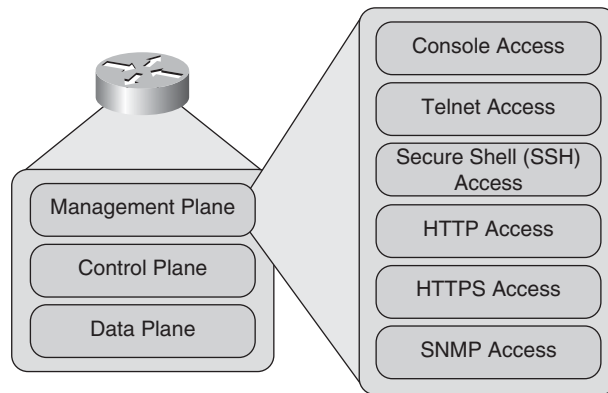 Management Plane
Control Plane
Data Plane
Console Access
Telnet Access
Secure Shell (SSH)
Access
HTTP Access
HTTPS Access
SNMP Access